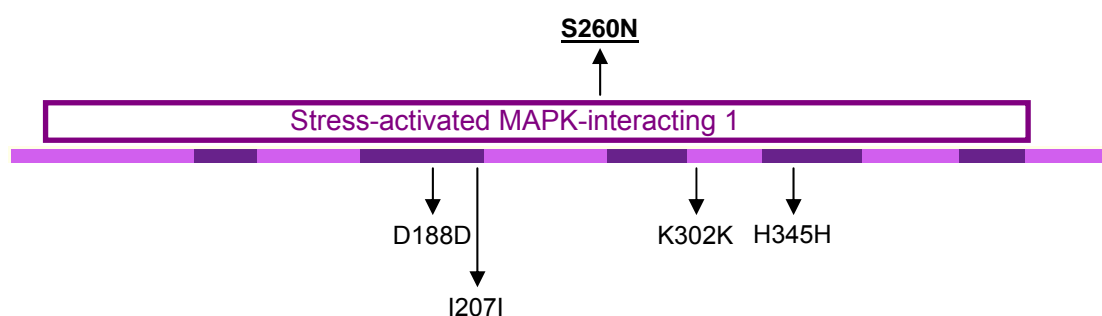 S260N
Stress-activated MAPK-interacting 1
D188D
K302K
H345H
I207I